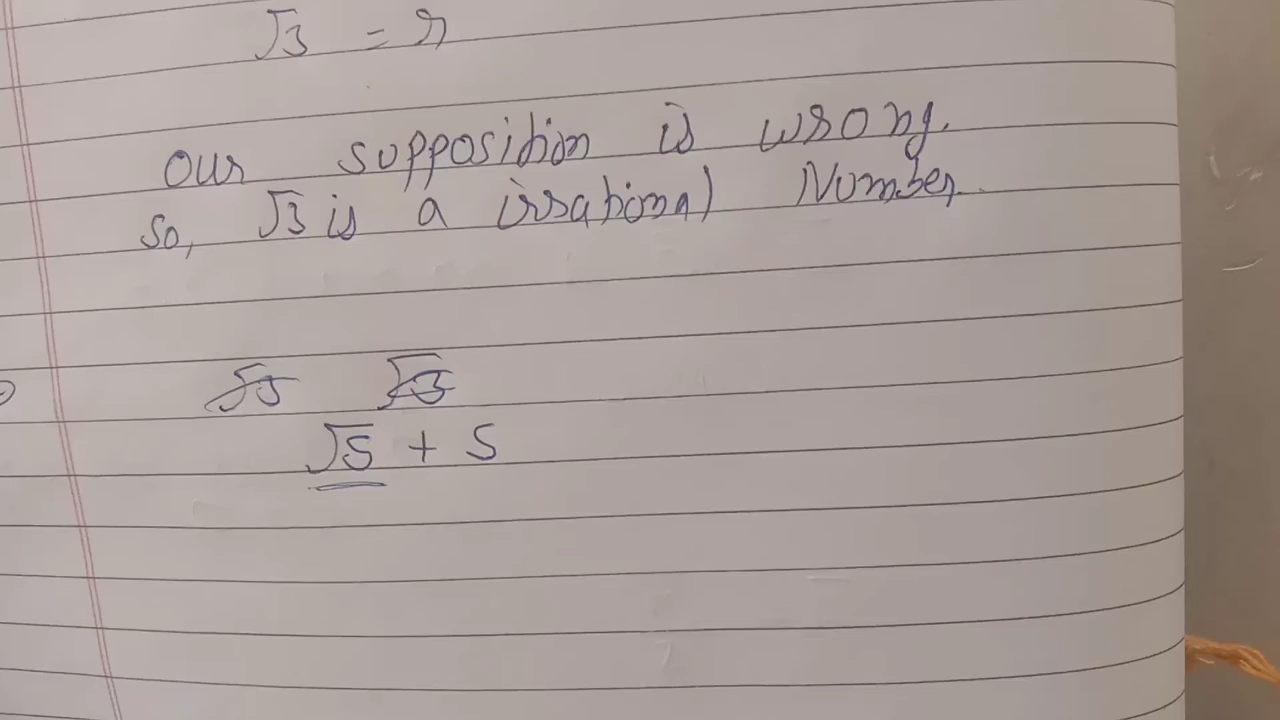 √3 = r
Our supposition is wrong.
So, √3 is a irrational Number.
√5 √3
√5 + 5